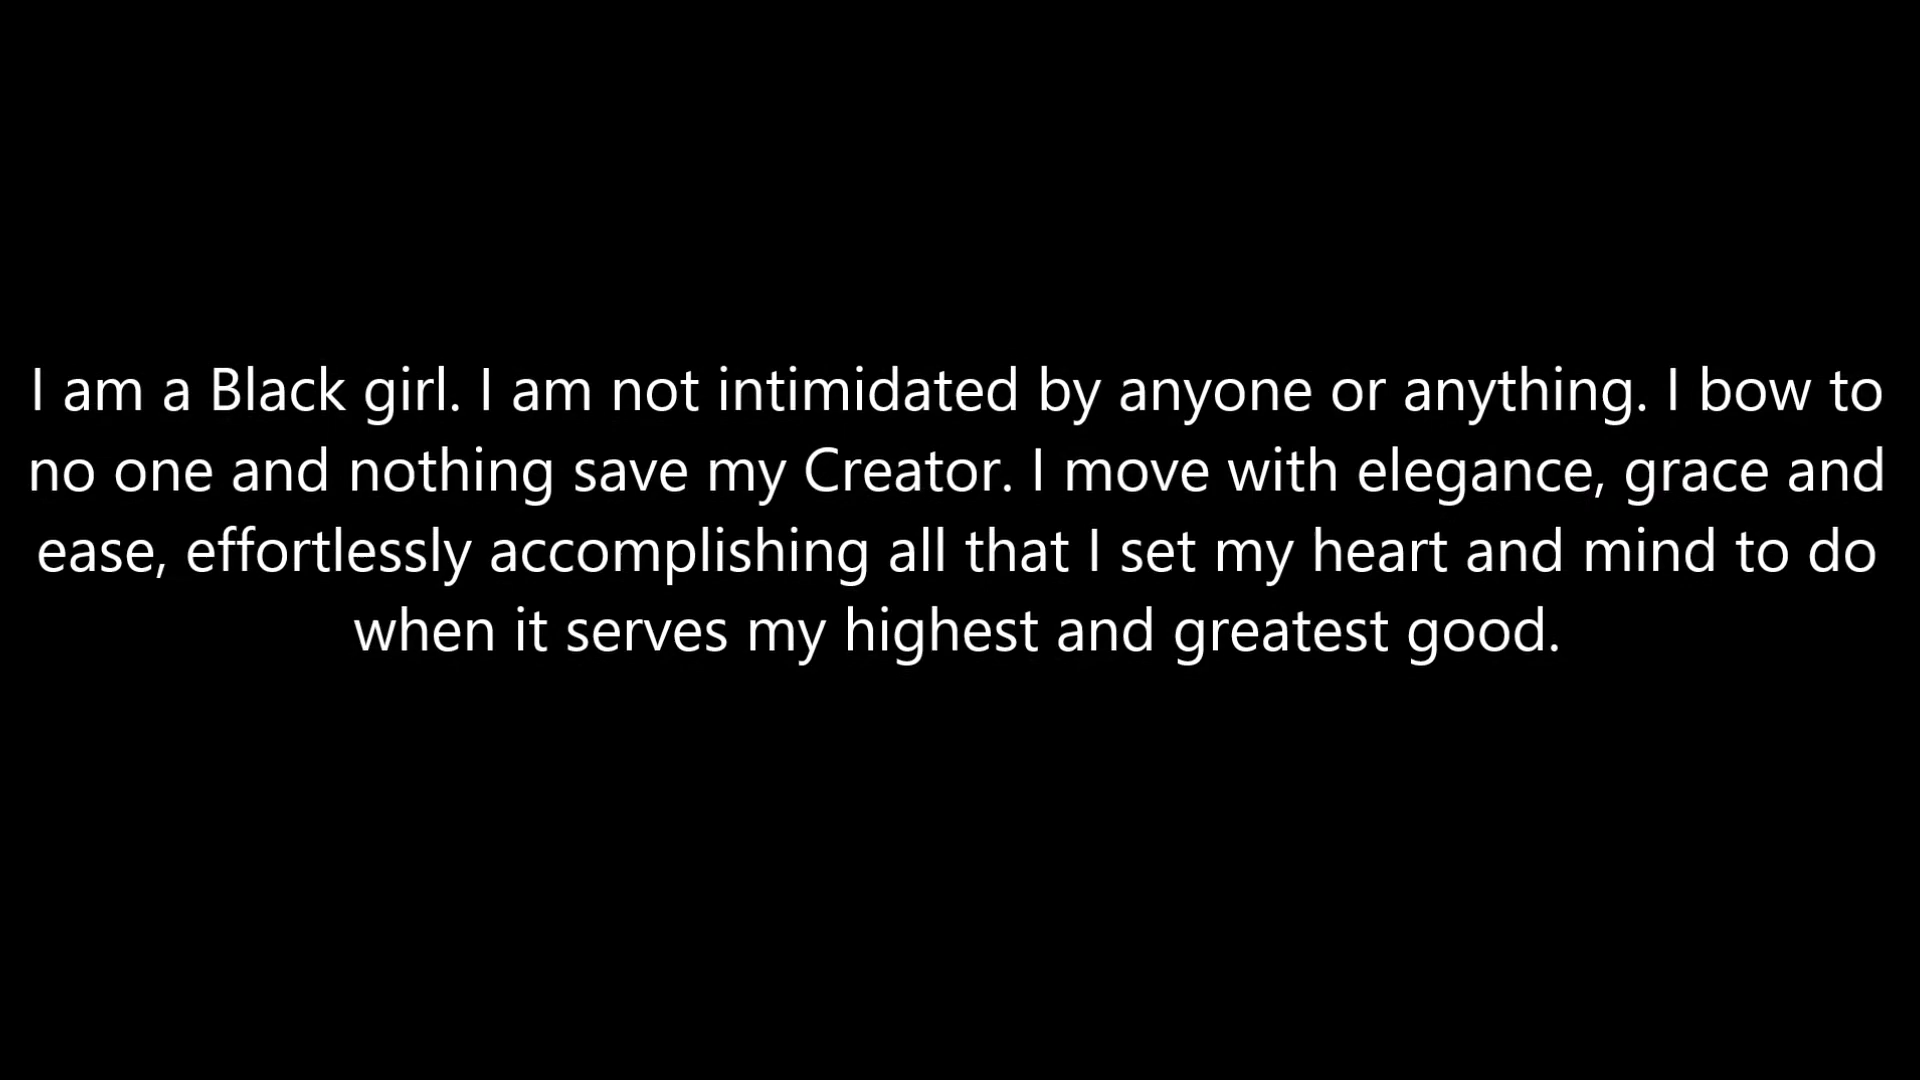 I am a Black girl. I am not intimidated by anyone or anything. I bow to
no one and nothing save my Creator. I move with elegance, grace and
ease, effortlessly accomplishing all that I set my heart and mind to do
when it serves my highest and greatest good.